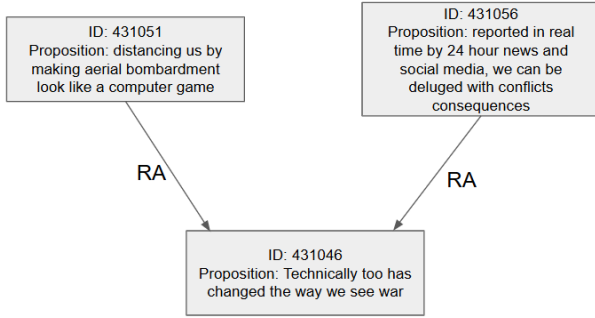 ID: 431051
Proposition: distancing us by
making aerial bombardment
look like a computer game
ID: 431056
Proposition: reported in real
time by 24 hour news and
social media, we can be
deluged with conflicts
consequences
RA
RA
ID: 431046
Proposition: Technically too has
changed the way we see war